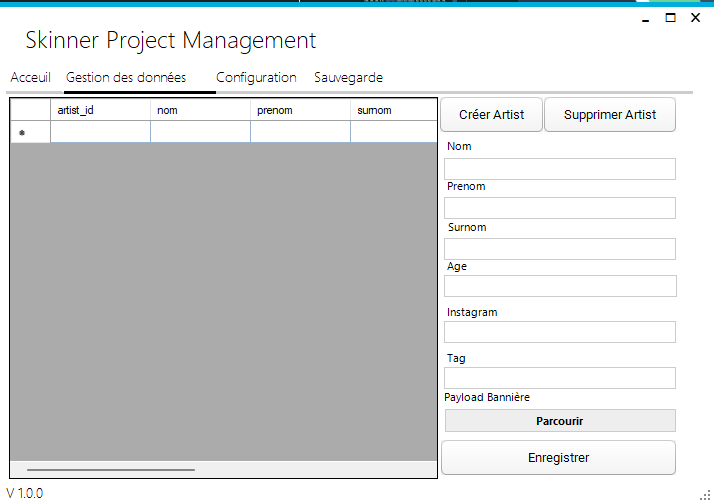 Skinner Project Management
Acceuil Gestion des données Configuration Sauvegarde
artist_id nom prenom surnom
Créer Artist Supprimer Artist
Nom
Prenom
Surnom
Age
Instagram
Tag
Payload Bannière
Parcourir
Enregistrer
V 1.0.0